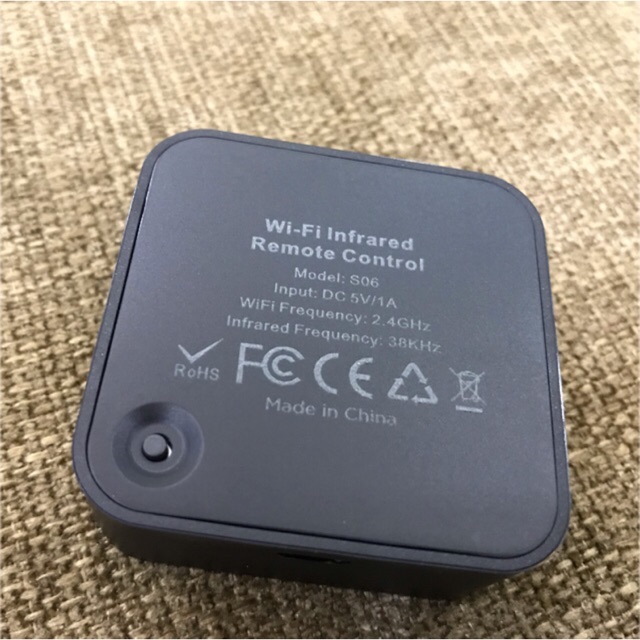 Wi-Fi Infrared
Remote Control
Model: S06
Input: DC 5V/1A
WiFi Frequency: 2.4GHz
Infrared Frequency: 38KHz
RoHS FC CE
Made in China